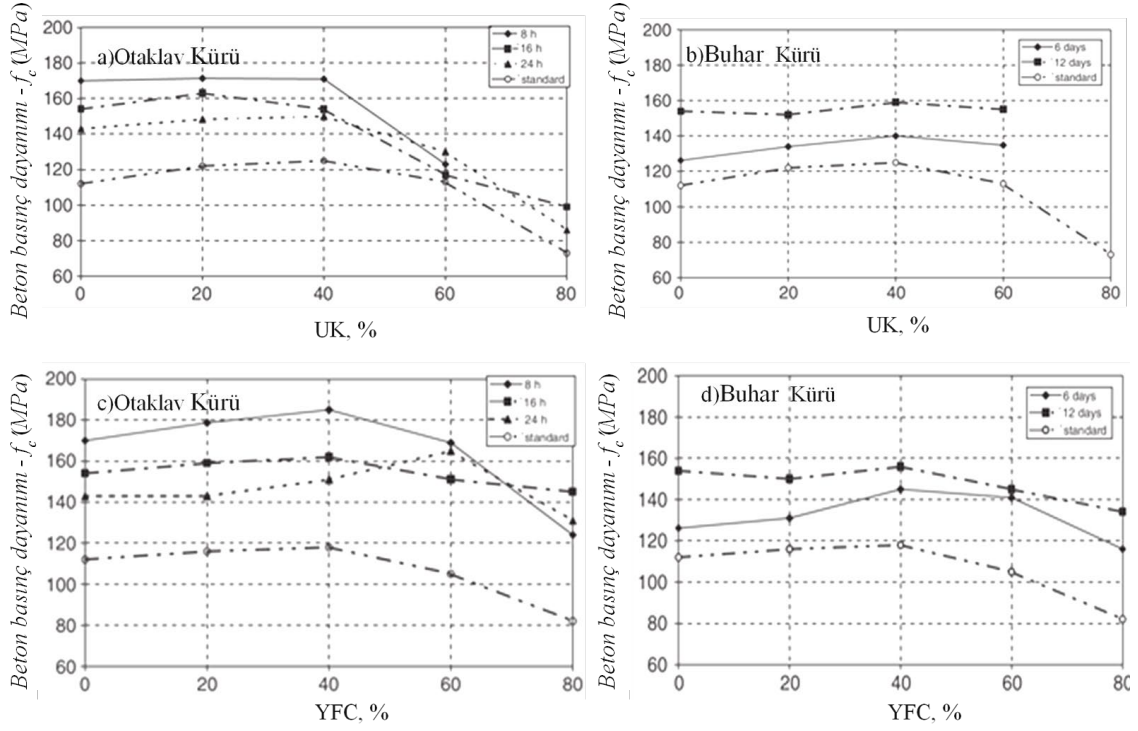 a)Otaklav Kürü
8 h
16 h
24 h
standard
Beton basınç dayanımı - fc (MPa)
200
180
160
140
120
100
80
60
0 20 40 60 80
UK, %
b)Buhar Kürü
6 days
12 days
standard
Beton basınç dayanımı - fc (MPa)
200
180
160
140
120
100
80
60
0 20 40 60 80
UK, %
c)Otaklav Kürü
8 h
16 h
24 h
standard
Beton basınç dayanımı - fc (MPa)
200
180
160
140
120
100
80
60
0 20 40 60 80
YFC, %
d)Buhar Kürü
6 days
12 days
standard
Beton basınç dayanımı - fc (MPa)
200
180
160
140
120
100
80
60
0 20 40 60 80
YFC, %